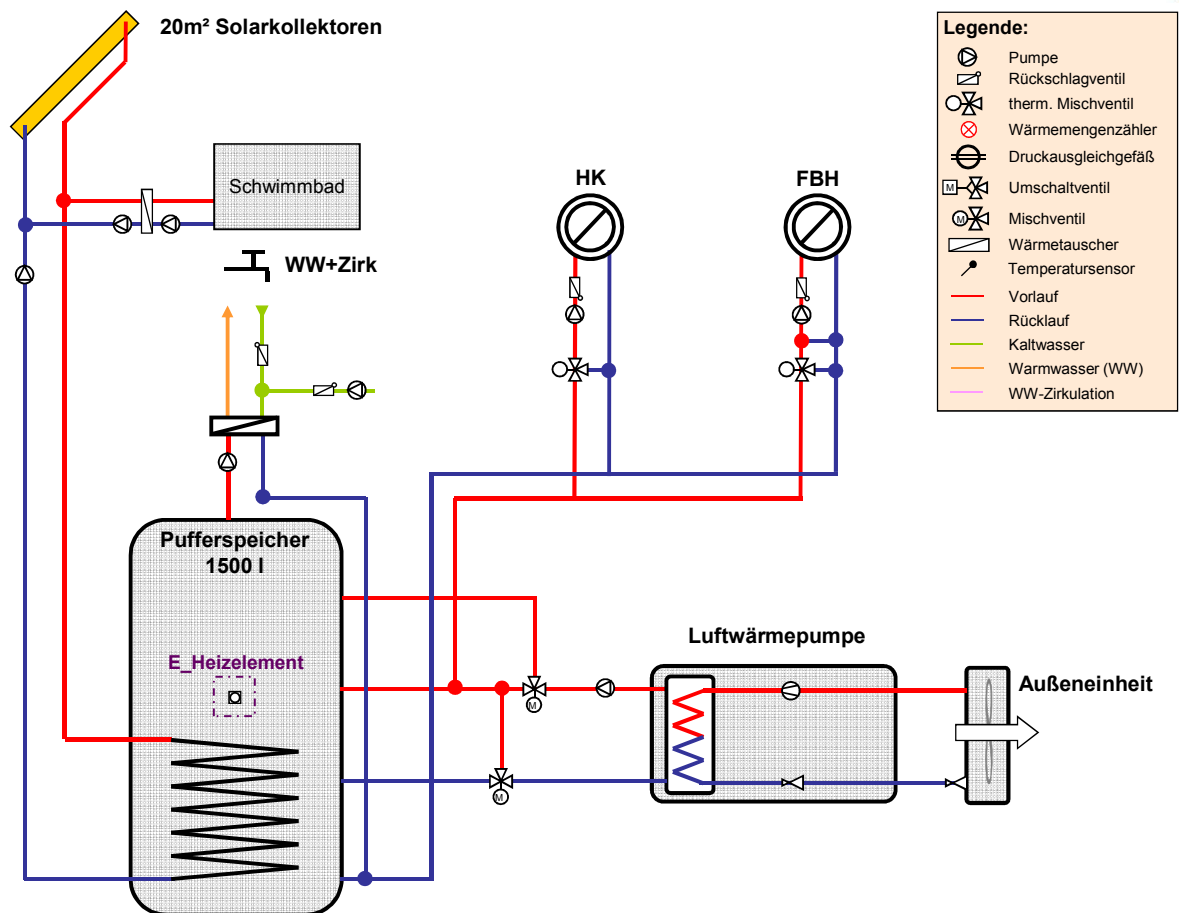 20m² Solarkollektoren
Schwimmbad
WW+Zirk
HK
FBH
Pufferspeicher
1500 l
E_Heizelement
Luftwärmepumpe
Außeneinheit
M
M
Legende:
Pumpe
Rückschlagventil
therm. Mischventil
Wärmemengenzähler
Druckausgleichgefäß
M
Umschaltventil
M
Mischventil
Wärmetauscher
Temperatursensor
Vorlauf
Rücklauf
Kaltwasser
Warmwasser (WW)
WW-Zirkulation